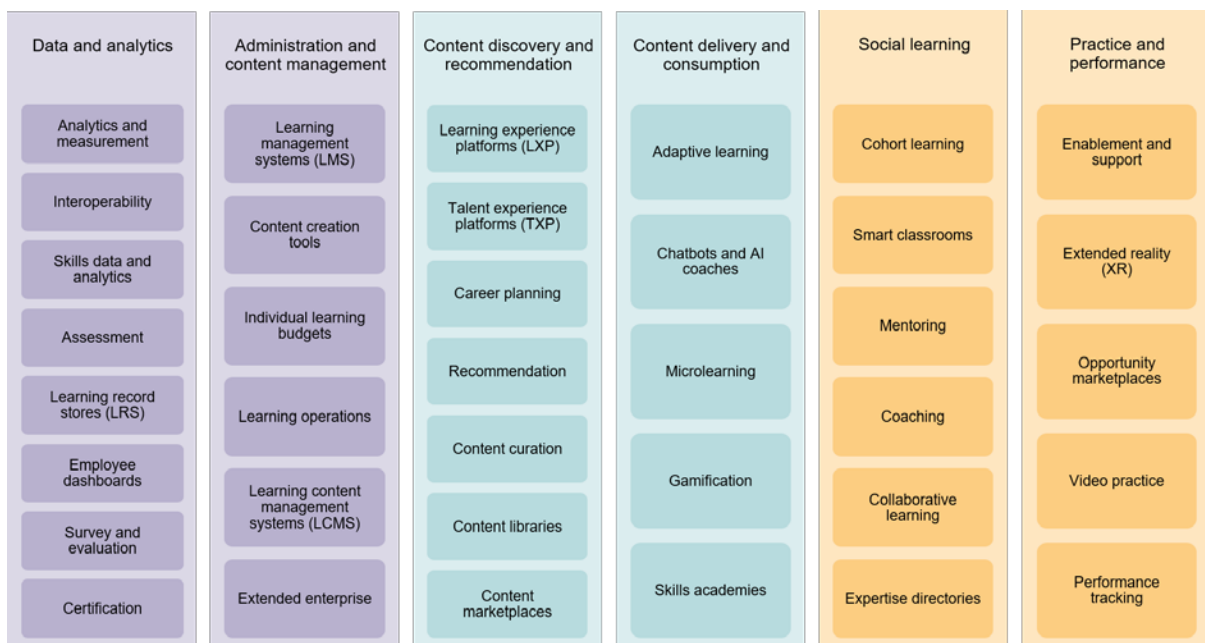 Data and analytics
Analytics and
measurement
Interoperability
Skills data and
analytics
Assessment
Learning record
stores (LRS)
Employee
dashboards
Survey and
evaluation
Certification
Administration and
content management
Learning
management
systems (LMS)
Content creation
tools
Individual learning
budgets
Learning operations
Learning content
management
systems (LCMS)
Extended enterprise
Content discovery and
recommendation
Learning experience
platforms (LXP)
Talent experience
platforms (TXP)
Career planning
Recommendation
Content curation
Content libraries
Content
marketplaces
Content delivery and
consumption
Adaptive learning
Chatbots and AI
coaches
Microlearning
Gamification
Skills academies
Social learning
Cohort learning
Smart classrooms
Mentoring
Coaching
Collaborative
learning
Expertise directories
Practice and
performance
Enablement and
support
Extended reality
(XR)
Opportunity
marketplaces
Video practice
Performance
tracking